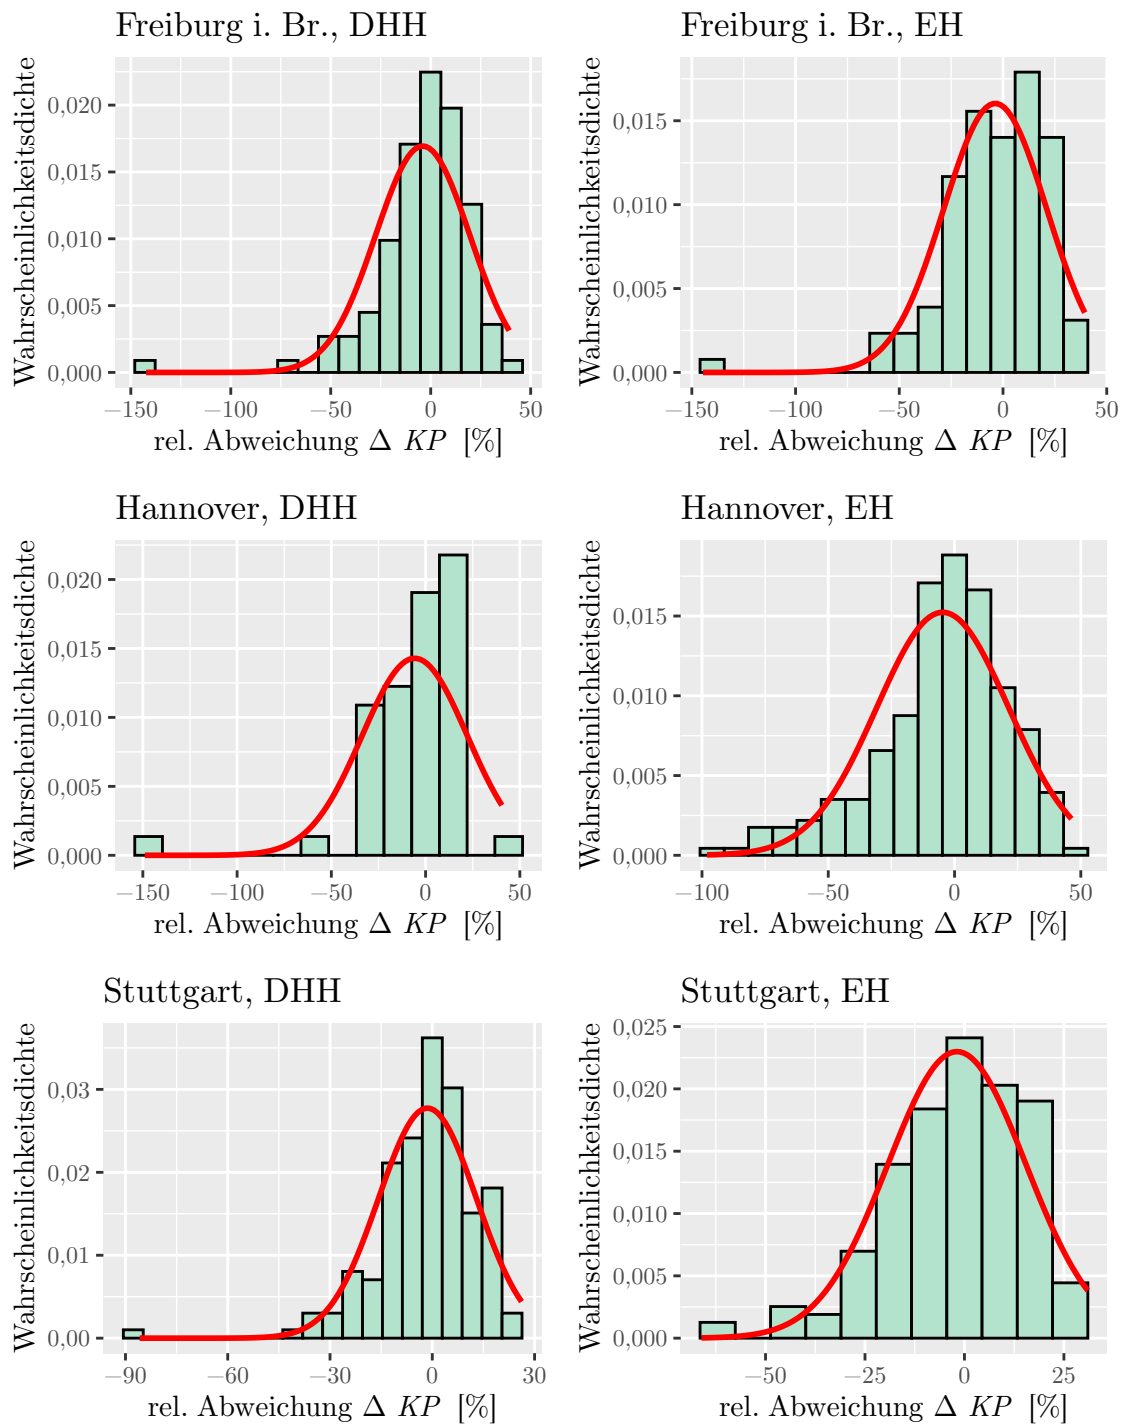 Freiburg i. Br., DHH
Wahrscheinlichkeitsdichte
0,020
0,015
0,010
0,005
0,000
−150 −100 −50 0 50
rel. Abweichung Δ KP [%]
Freiburg i. Br., EH
Wahrscheinlichkeitsdichte
0,015
0,010
0,005
0,000
−150 −100 −50 0 50
rel. Abweichung Δ KP [%]
Hannover, DHH
Wahrscheinlichkeitsdichte
0,020
0,015
0,010
0,005
0,000
−150 −100 −50 0 50
rel. Abweichung Δ KP [%]
Hannover, EH
Wahrscheinlichkeitsdichte
0,015
0,010
0,005
0,000
−100 −50 0 50
rel. Abweichung Δ KP [%]
Stuttgart, DHH
Wahrscheinlichkeitsdichte
0,03
0,02
0,01
0,00
−90 −60 −30 0 30
rel. Abweichung Δ KP [%]
Stuttgart, EH
Wahrscheinlichkeitsdichte
0,025
0,020
0,015
0,010
0,005
0,000
−50 −25 0 25
rel. Abweichung Δ KP [%]